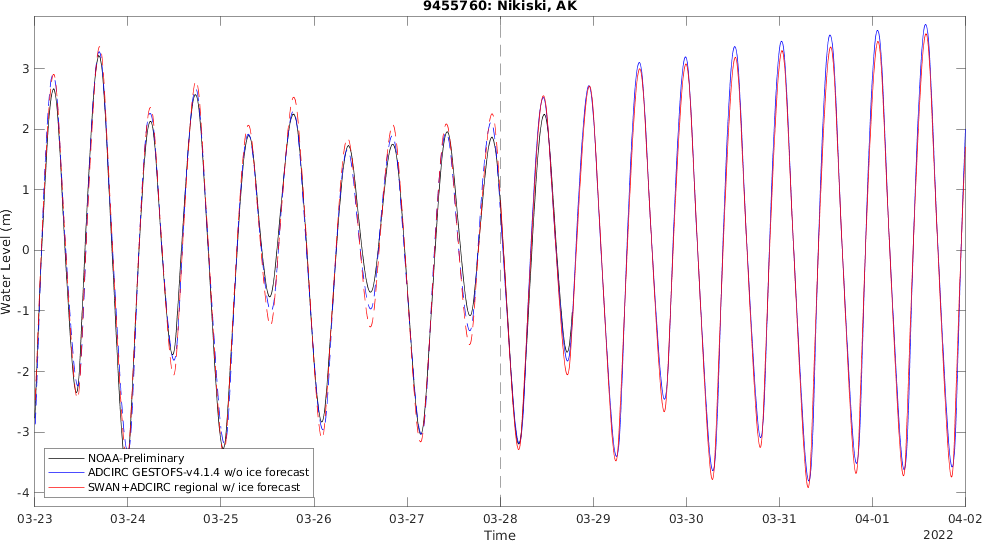 9455760: Nikiski, AK
Water Level (m)
3
2
1
0
-1
-2
-3
-4
NOAA-Preliminary
ADCIRC GESTOFS-v4.1.4 w/o ice forecast
SWAN+ADCIRC regional w/ ice forecast
03-23 03-24 03-25 03-26 03-27 03-28 03-29 03-30 03-31 04-01 04-02
Time
2022